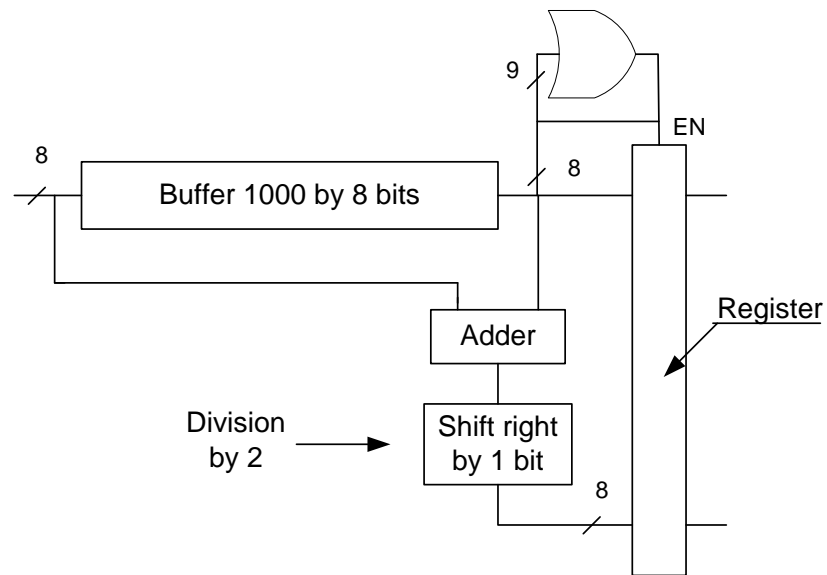 9
EN
8
8
Buffer 1000 by 8 bits
Register
Adder
Division
by 2
Shift right
by 1 bit
8